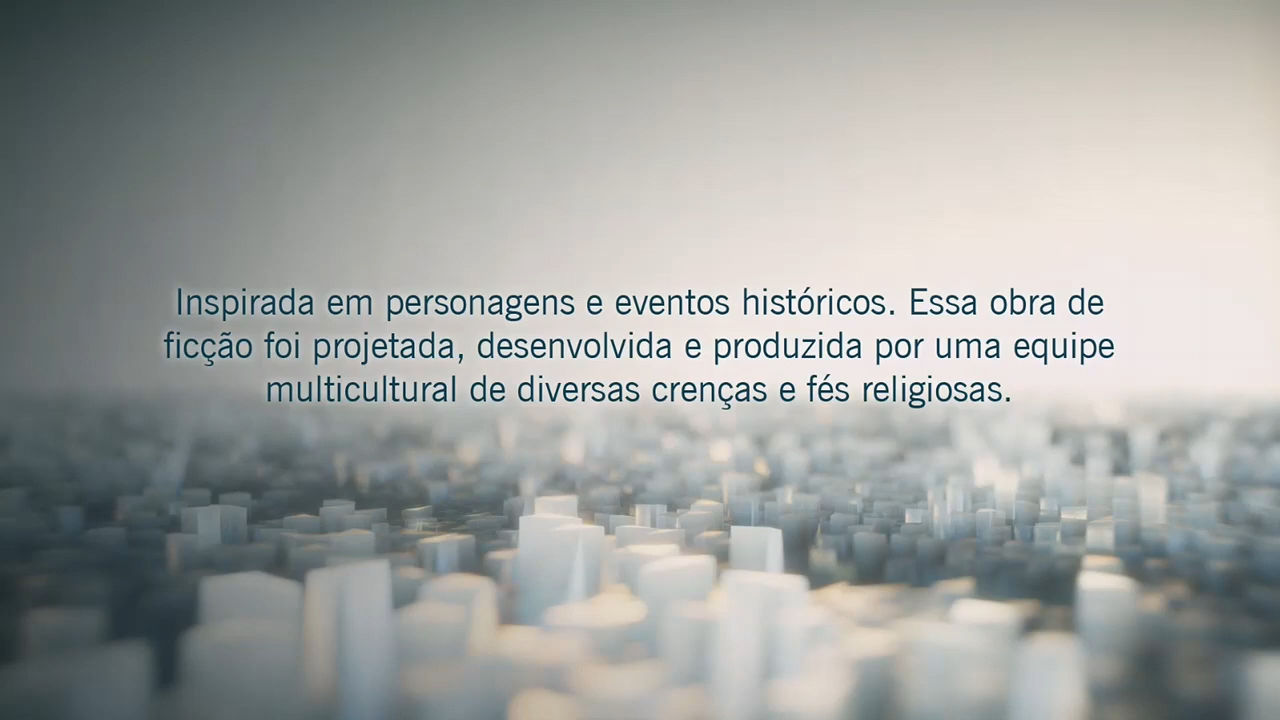 Inspirada em personagens e eventos históricos. Essa obra de
ficção foi projetada, desenvolvida e produzida por uma equipe
multicultural de diversas crenças e fés religiosas.